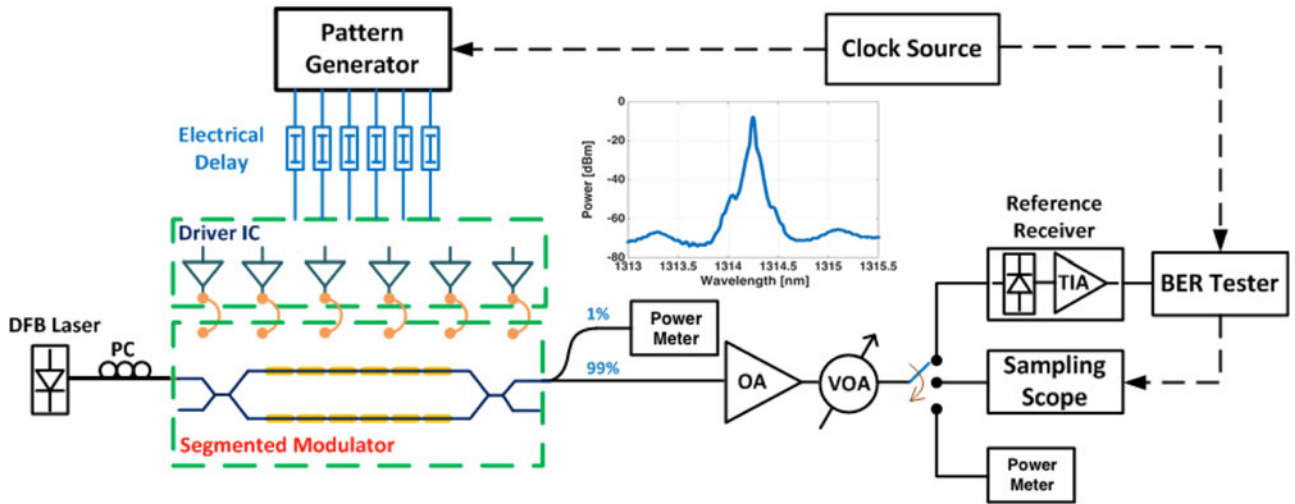 Pattern
Generator
Clock Source
Electrical
Delay
0
-20
-40
-60
-80
Power [dBm]
1313
1313.5
1314
1314.5
1315
1315.5
Wavelength [nm]
Driver IC
Reference
Receiver
TIA
BER Tester
DFB Laser
PC
1%
Power
Meter
99%
OA
VOA
Sampling
Scope
Segmented Modulator
Power
Meter